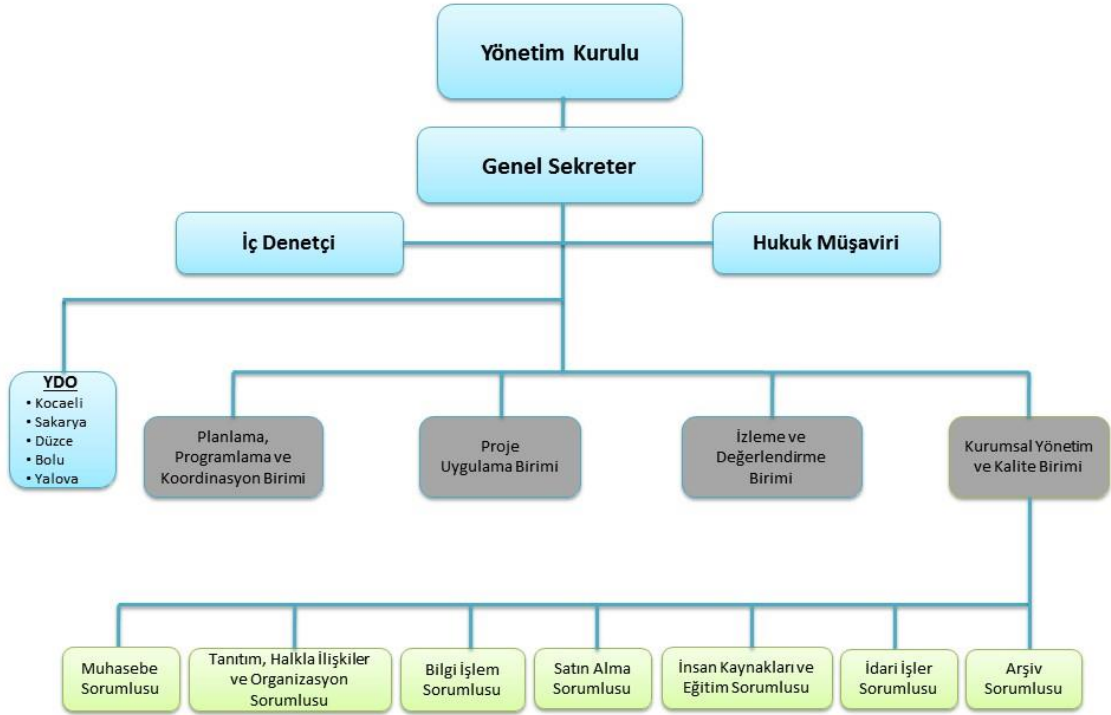 Yönetim Kurulu
Genel Sekreter
İç Denetçi
Hukuk Müşaviri
YDO
• Kocaeli
• Sakarya
• Düzce
• Bolu
• Yalova
Planlama,
Programlama ve
Koordinasyon Birimi
Proje
Uygulama Birimi
İzleme ve
Değerlendirme
Birimi
Kurumsal Yönetim
ve Kalite Birimi
Muhasebe
Sorumlusu
Tanıtım, Halkla İlişkiler
ve Organizasyon
Sorumlusu
Bilgi İşlem
Sorumlusu
Satın Alma
Sorumlusu
İnsan Kaynakları ve
Eğitim Sorumlusu
İdari İşler
Sorumlusu
Arşiv
Sorumlusu